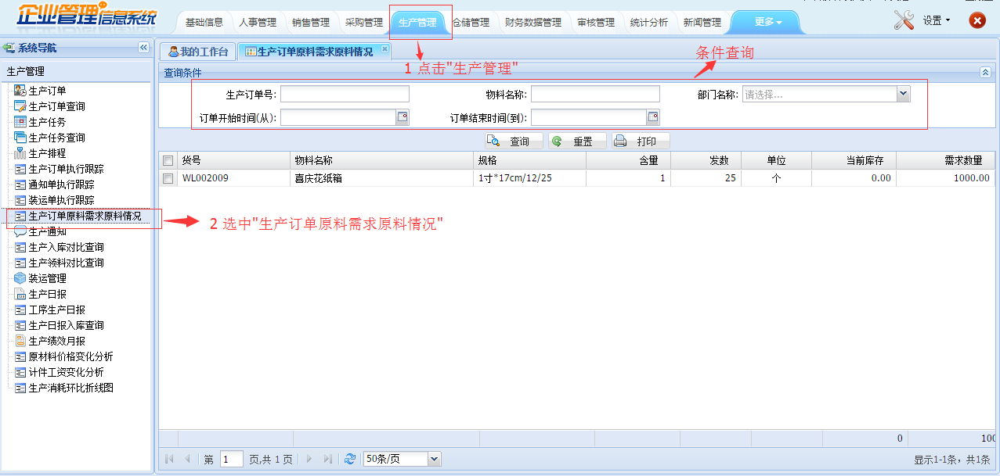 企业管理信息系统
基础信息 人事管理 销售管理 采购管理 生产管理 仓储管理 财务数据管理 审核管理 统计分析 新闻管理 更多 设置
系统导航
我的工作台 生产订单原料需求原料情况
1 点击"生产管理"
条件查询
生产管理
查询条件
生产订单号: 物料名称: 部门名称: 请选择...
订单开始时间(从): 订单结束时间(到):
查询 重置 打印
货号 物料名称 规格 含量 发数 单位 当前库存 需求数量
WL002009 喜庆花纸箱 1寸*17cm/12/25 1 25 个 0.00 1000.00
生产订单
生产订单查询
生产任务
生产任务查询
生产排程
生产订单执行跟踪
通知单执行跟踪
装运单执行跟踪
生产订单原料需求原料情况
2 选中"生产订单原料需求原料情况"
生产通知
生产入库对比查询
生产领料对比查询
装运管理
生产日报
工序生产日报
生产日报入库查询
生产绩效月报
原材料价格变化分析
计件工资变化分析
生产消耗环比折线图
0 100
第 1 页,共 1 页 50条/页 显示1-1条，共1条